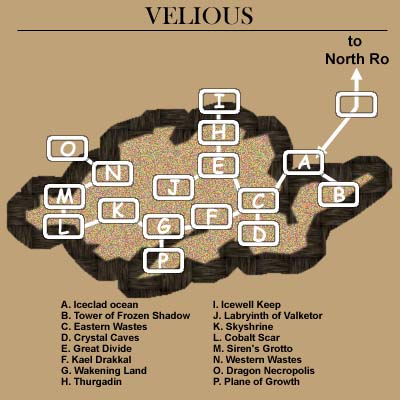 VELIOUS
to
North Ro
I
J
H
O
E
A
N
J
B
M
C
K
F
L
G
D
P
A. Iceclad ocean
B. Tower of Frozen Shadow
C. Eastern Wastes
D. Crystal Caves
E. Great Divide
F. Kael Drakkal
G. Wakening Land
H. Thurgadin
I. Icewell Keep
J. Labryinth of Valketor
K. Skyshrine
L. Cobalt Scar
M. Siren's Grotto
N. Western Wastes
O. Dragon Necropolis
P. Plane of Growth